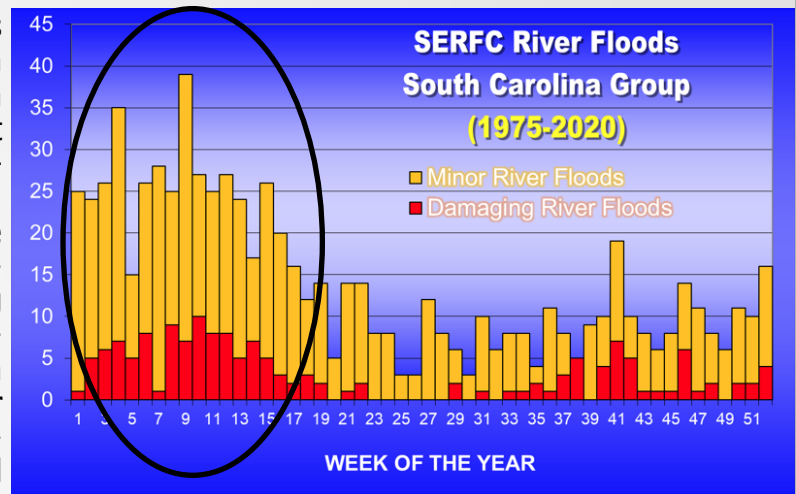 SERFC River Floods
South Carolina Group
(1975-2020)
Minor River Floods
Damaging River Floods
45
40
35
30
25
20
15
10
5
0
1 3 5 7 9 11 13 15 17 19 21 23 25 27 29 31 33 35 37 39 41 43 45 47 49 51
WEEK OF THE YEAR